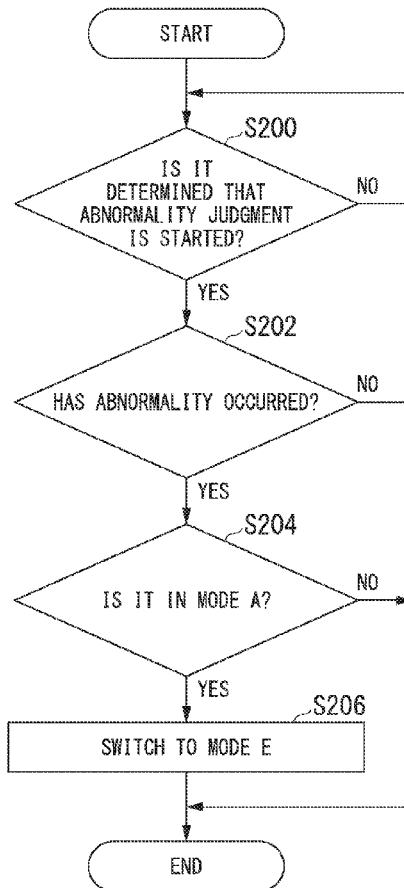 START
S200
IS IT
DETERMINED THAT
ABNORMALITY JUDGMENT
IS STARTED?
NO
YES
S202
HAS ABNORMALITY OCCURRED?
NO
YES
S204
IS IT IN MODE A?
NO
YES
S206
SWITCH TO MODE E
END